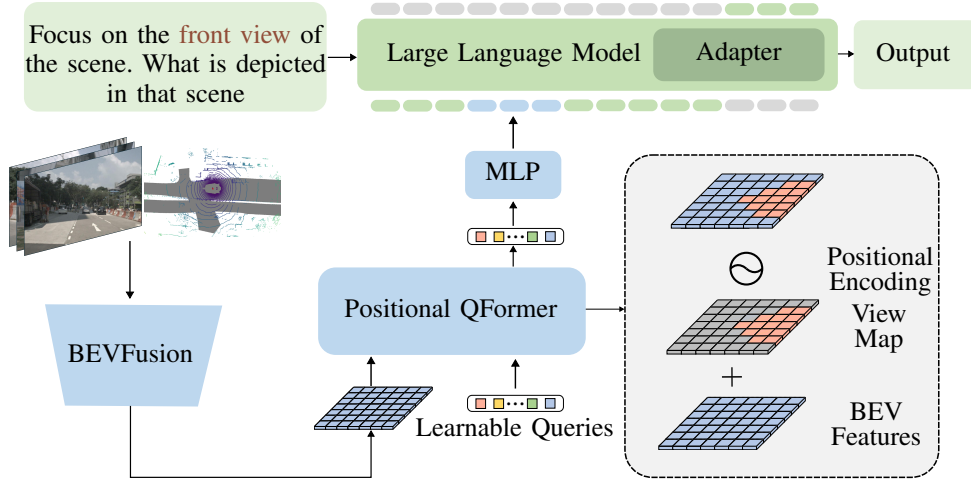 Focus on the front view of
the scene. What is depicted
in that scene
Large Language Model
Adapter
Output
MLP
Positional QFormer
BEVFusion
Learnable Queries
Positional
Encoding
View
Map
+
BEV
Features